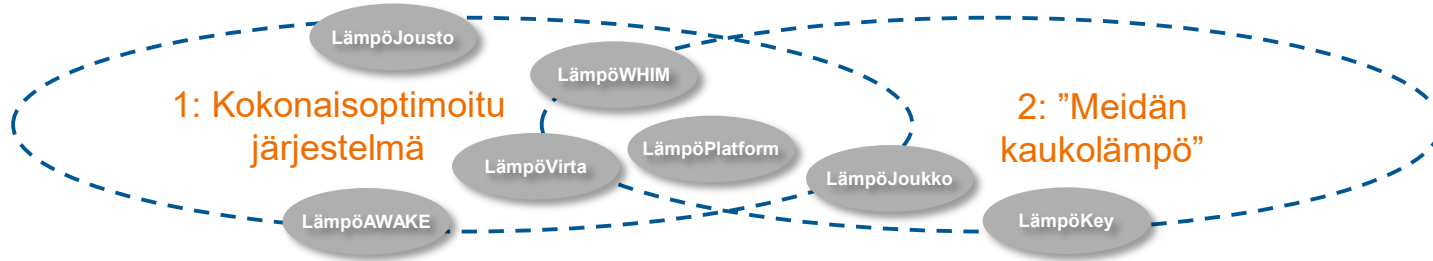 LämpöJousto
LämpöWHIM
1: Kokonaisoptimoitu
järjestelmä
2: ”Meidän
kaukolämpö”
LämpöPlatform
LämpöVirta
LämpöJoukko
LämpöAWAKE
LämpöKey